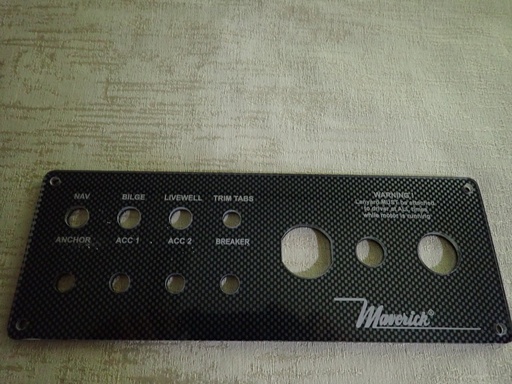 NAV BILGE LIVEWELL TRIM TABS
ANCHOR ACC 1 ACC 2 BREAKER
WARNING!
Lanyard MUST be attached
to driver at ALL times
while motor is running
Maverick®